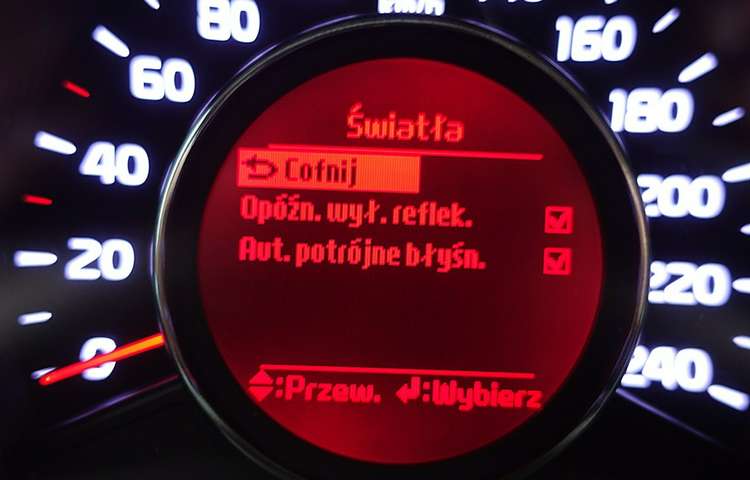 80
km/h
160
60
180
40
200
20
220
0
240
Światła
Cofnij
Opóźn. wył. reflek.
Aut. potrójne błyśn.
:Przew. :Wybierz